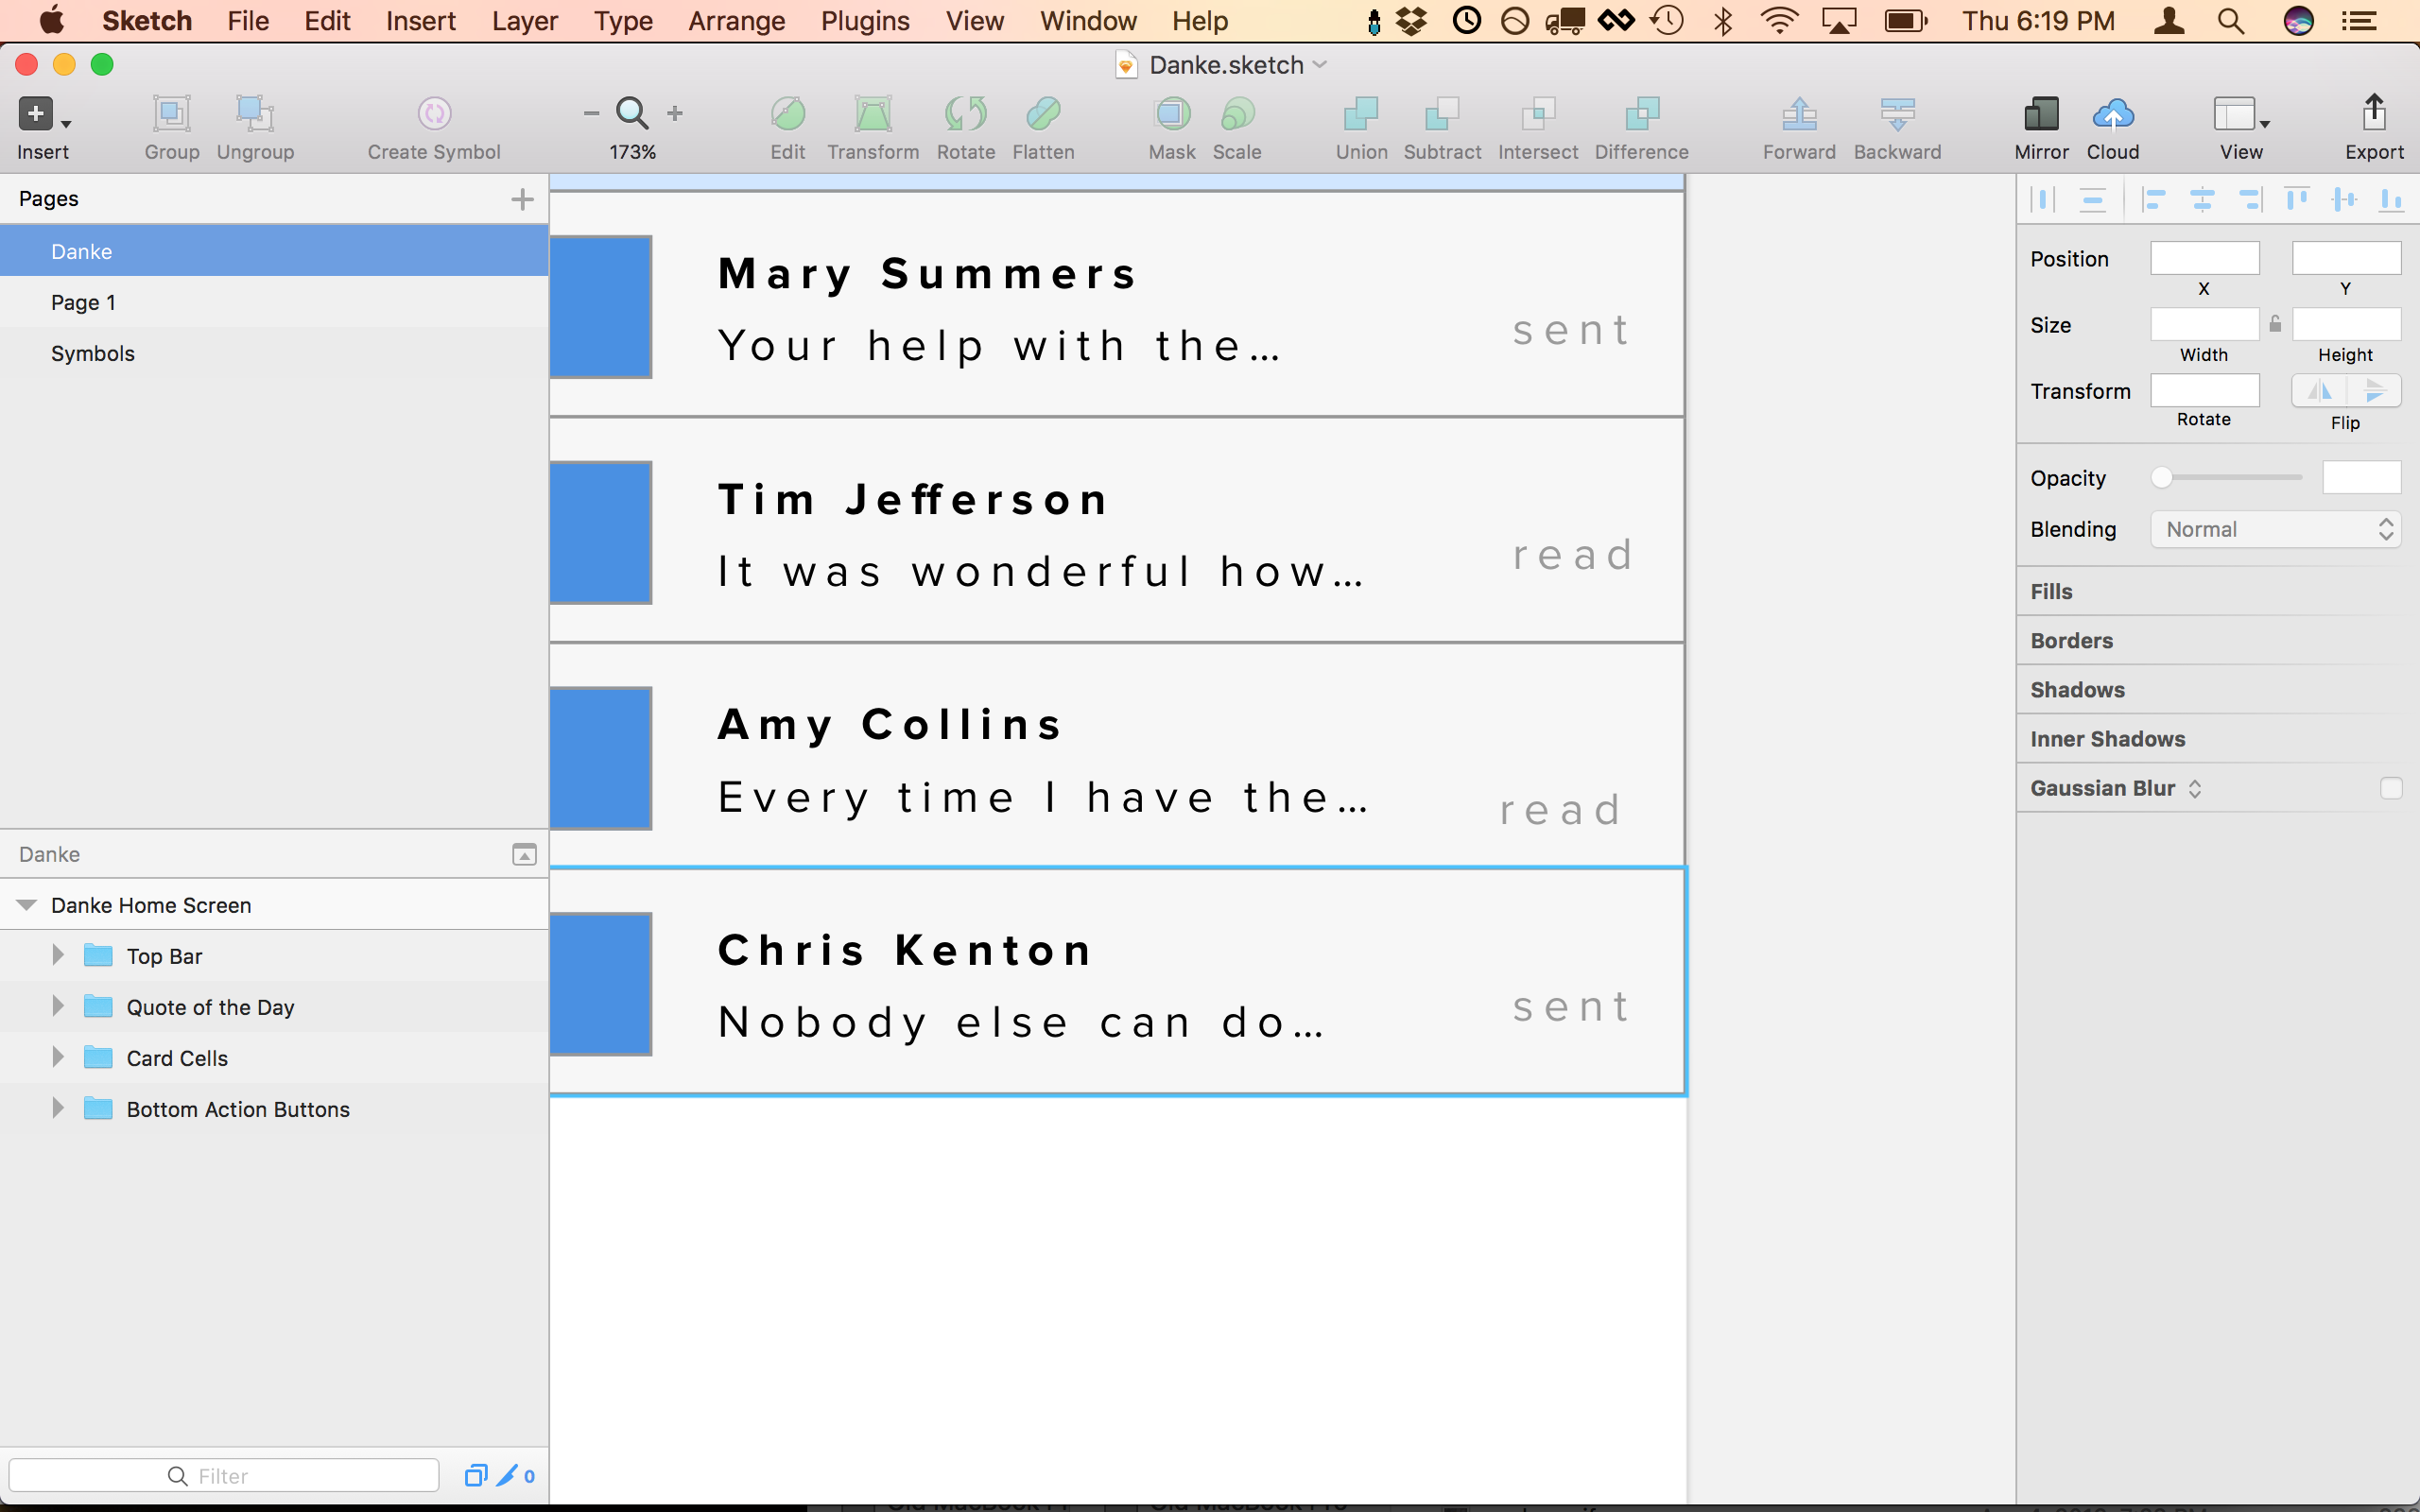 Sketch File Edit Insert Layer Type Arrange Plugins View Window Help Thu 6:19 PM
Danke.sketch
Insert Group Ungroup Create Symbol 173% Edit Transform Rotate Flatten Mask Scale Union Subtract Intersect Difference Forward Backward Mirror Cloud View Export
Pages
Danke
Page 1
Symbols
Danke
Danke Home Screen
Top Bar
Quote of the Day
Card Cells
Bottom Action Buttons
Filter
0
Mary Summers
Your help with the...
sent
Tim Jefferson
It was wonderful how...
read
Amy Collins
Every time I have the...
read
Chris Kenton
Nobody else can do...
sent
Position
X Y
Size
Width Height
Transform
Rotate Flip
Opacity
Blending Normal
Fills
Borders
Shadows
Inner Shadows
Gaussian Blur